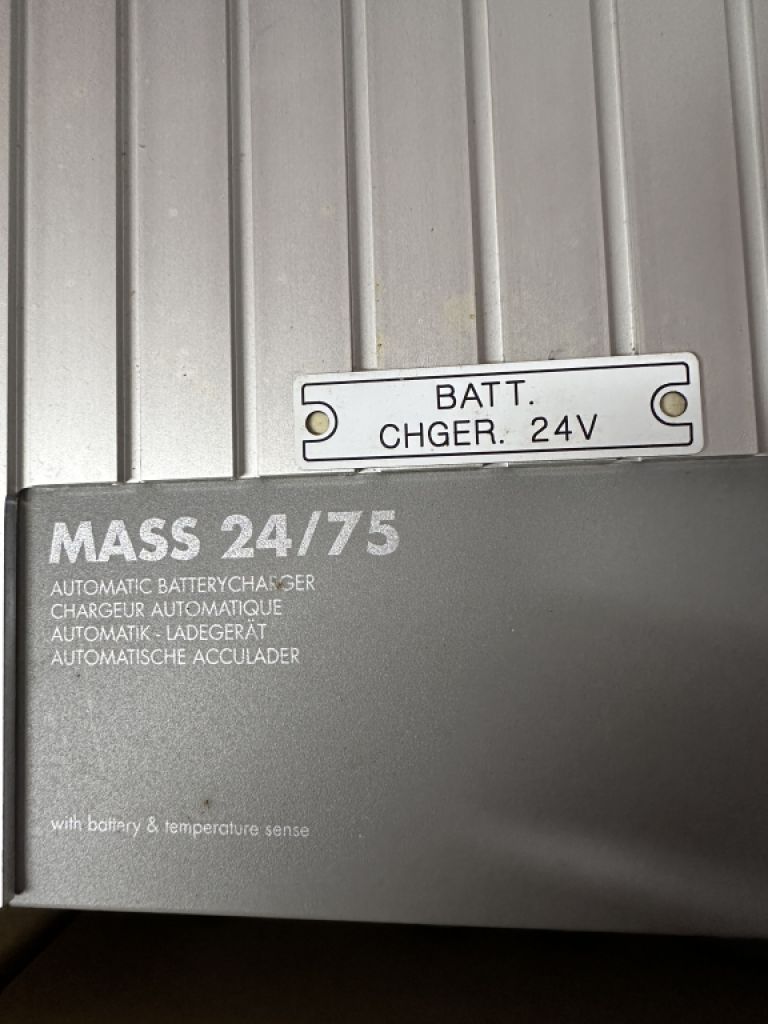 BATT.
CHGER. 24V
MASS 24/75
AUTOMATIC BATTERYCHARGER
CHARGEUR AUTOMATIQUE
AUTOMATIK - LADEGERÄT
AUTOMATISCHE ACCULADER
with battery & temperature sense